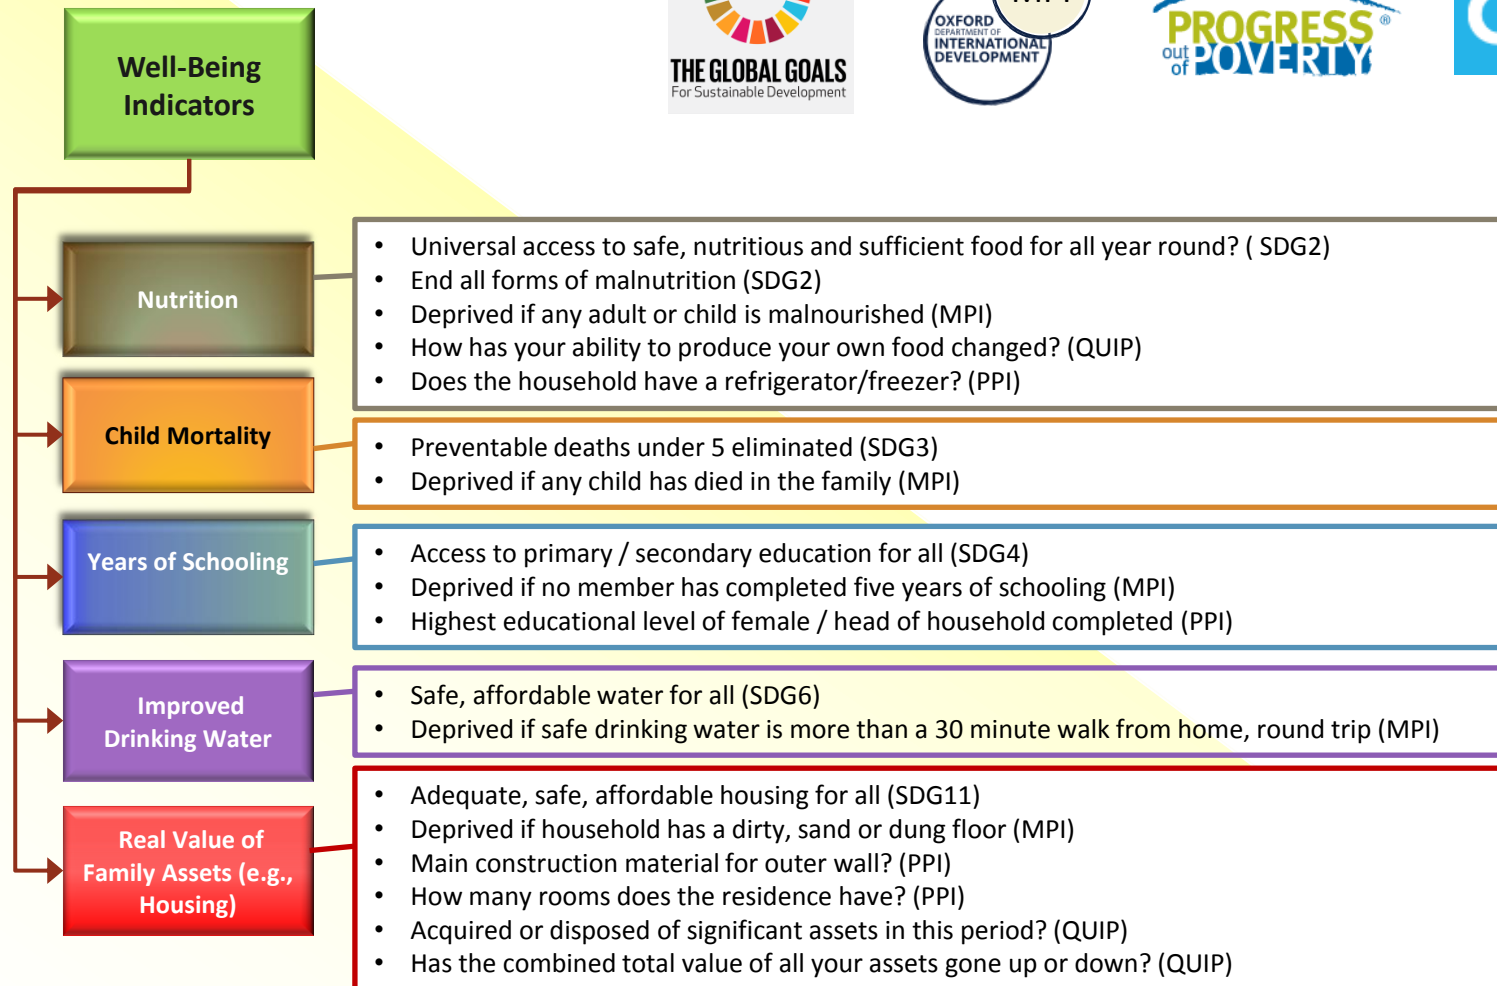 Well-Being
Indicators
THE GLOBAL GOALS
For Sustainable Development
OXFORD
DEPARTMENT OF
INTERNATIONAL
DEVELOPMENT
PROGRESS®
out of POVERTY
Nutrition
• Universal access to safe, nutritious and sufficient food for all year round? ( SDG2)
• End all forms of malnutrition (SDG2)
• Deprived if any adult or child is malnourished (MPI)
• How has your ability to produce your own food changed? (QUIP)
• Does the household have a refrigerator/freezer? (PPI)
Child Mortality
• Preventable deaths under 5 eliminated (SDG3)
• Deprived if any child has died in the family (MPI)
Years of Schooling
• Access to primary / secondary education for all (SDG4)
• Deprived if no member has completed five years of schooling (MPI)
• Highest educational level of female / head of household completed (PPI)
Improved
Drinking Water
• Safe, affordable water for all (SDG6)
• Deprived if safe drinking water is more than a 30 minute walk from home, round trip (MPI)
Real Value of
Family Assets (e.g.,
Housing)
• Adequate, safe, affordable housing for all (SDG11)
• Deprived if household has a dirty, sand or dung floor (MPI)
• Main construction material for outer wall? (PPI)
• How many rooms does the residence have? (PPI)
• Acquired or disposed of significant assets in this period? (QUIP)
• Has the combined total value of all your assets gone up or down? (QUIP)